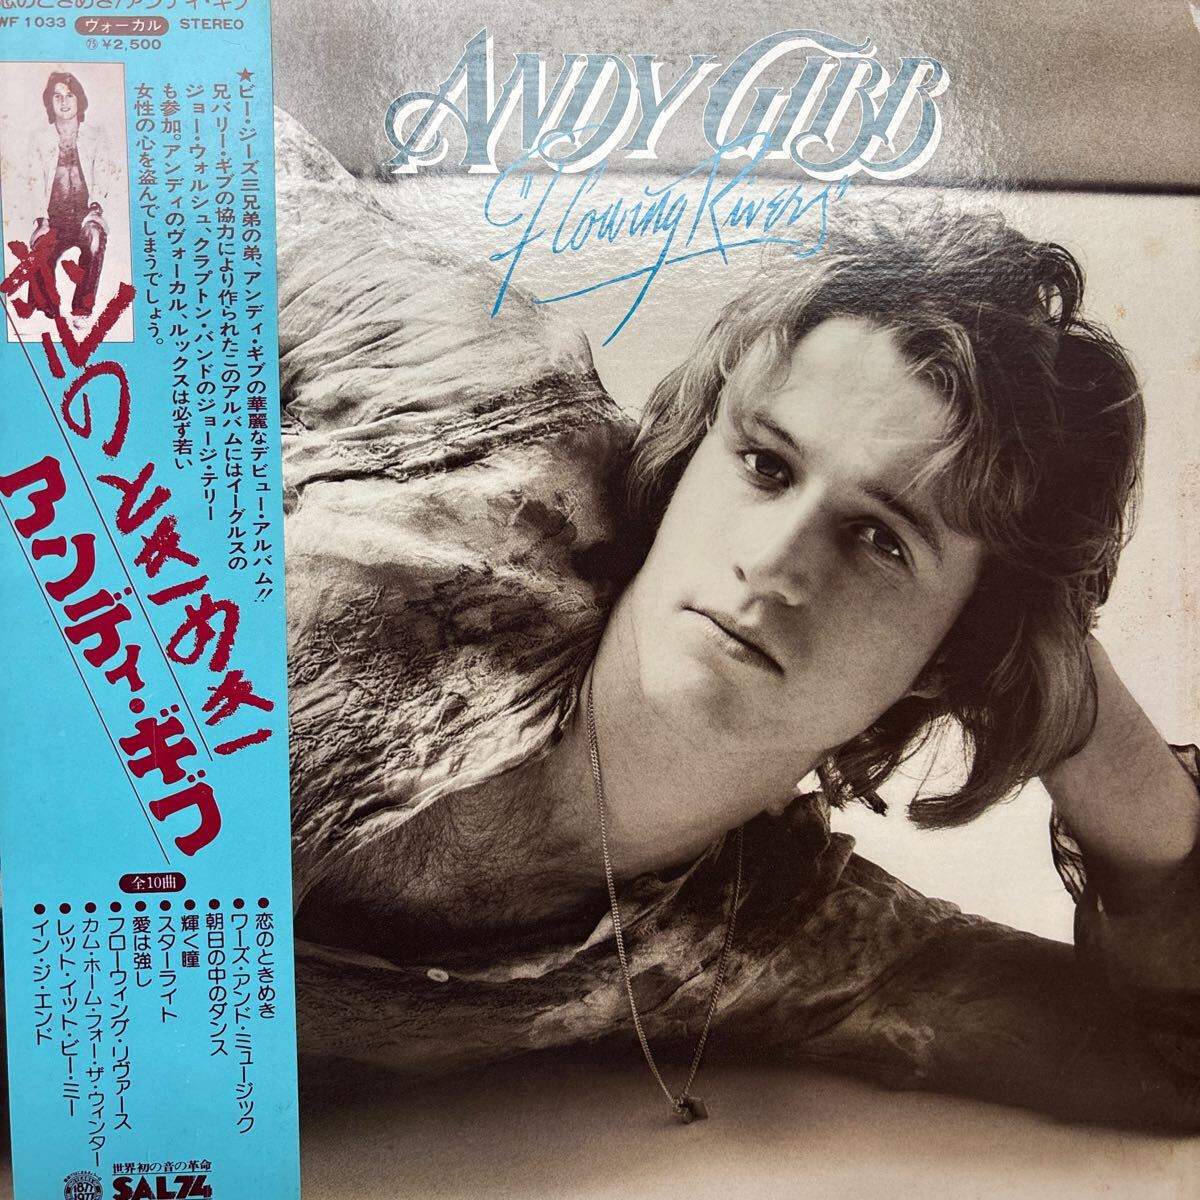 恋のときめき/アンディ・ギブ
WF 1033 ヴォーカル STEREO
㊄ ¥2,500
★ビー・ジーズ三兄弟の弟、アンディ・ギブの華麗なデビュー・アルバム!!
兄バリー・ギブの協力により作られたこのアルバムにはイーグルスの
ジョー・ウォルシュ、クラプトン・バンドのジョージ・テリー
も参加。アンディのヴォーカル、ルックスは必ず若い
女性の心を盗んでしまうでしょう。
恋のときめき
アンディ・ギブ
全10曲
●恋のときめき
●ワーズ・アンド・ミュージック
●朝日の中のダンス
●輝く瞳
●スターライト
●愛は強し
●フローウィング・リヴァース
●カム・ホーム・フォー・ザ・ウィンター
●レット・イット・ビー・ミー
●イン・ジ・エンド
1877
1977
世界初の音の革命
SAL74
ANDY GIBB
"Flowing Rivers"